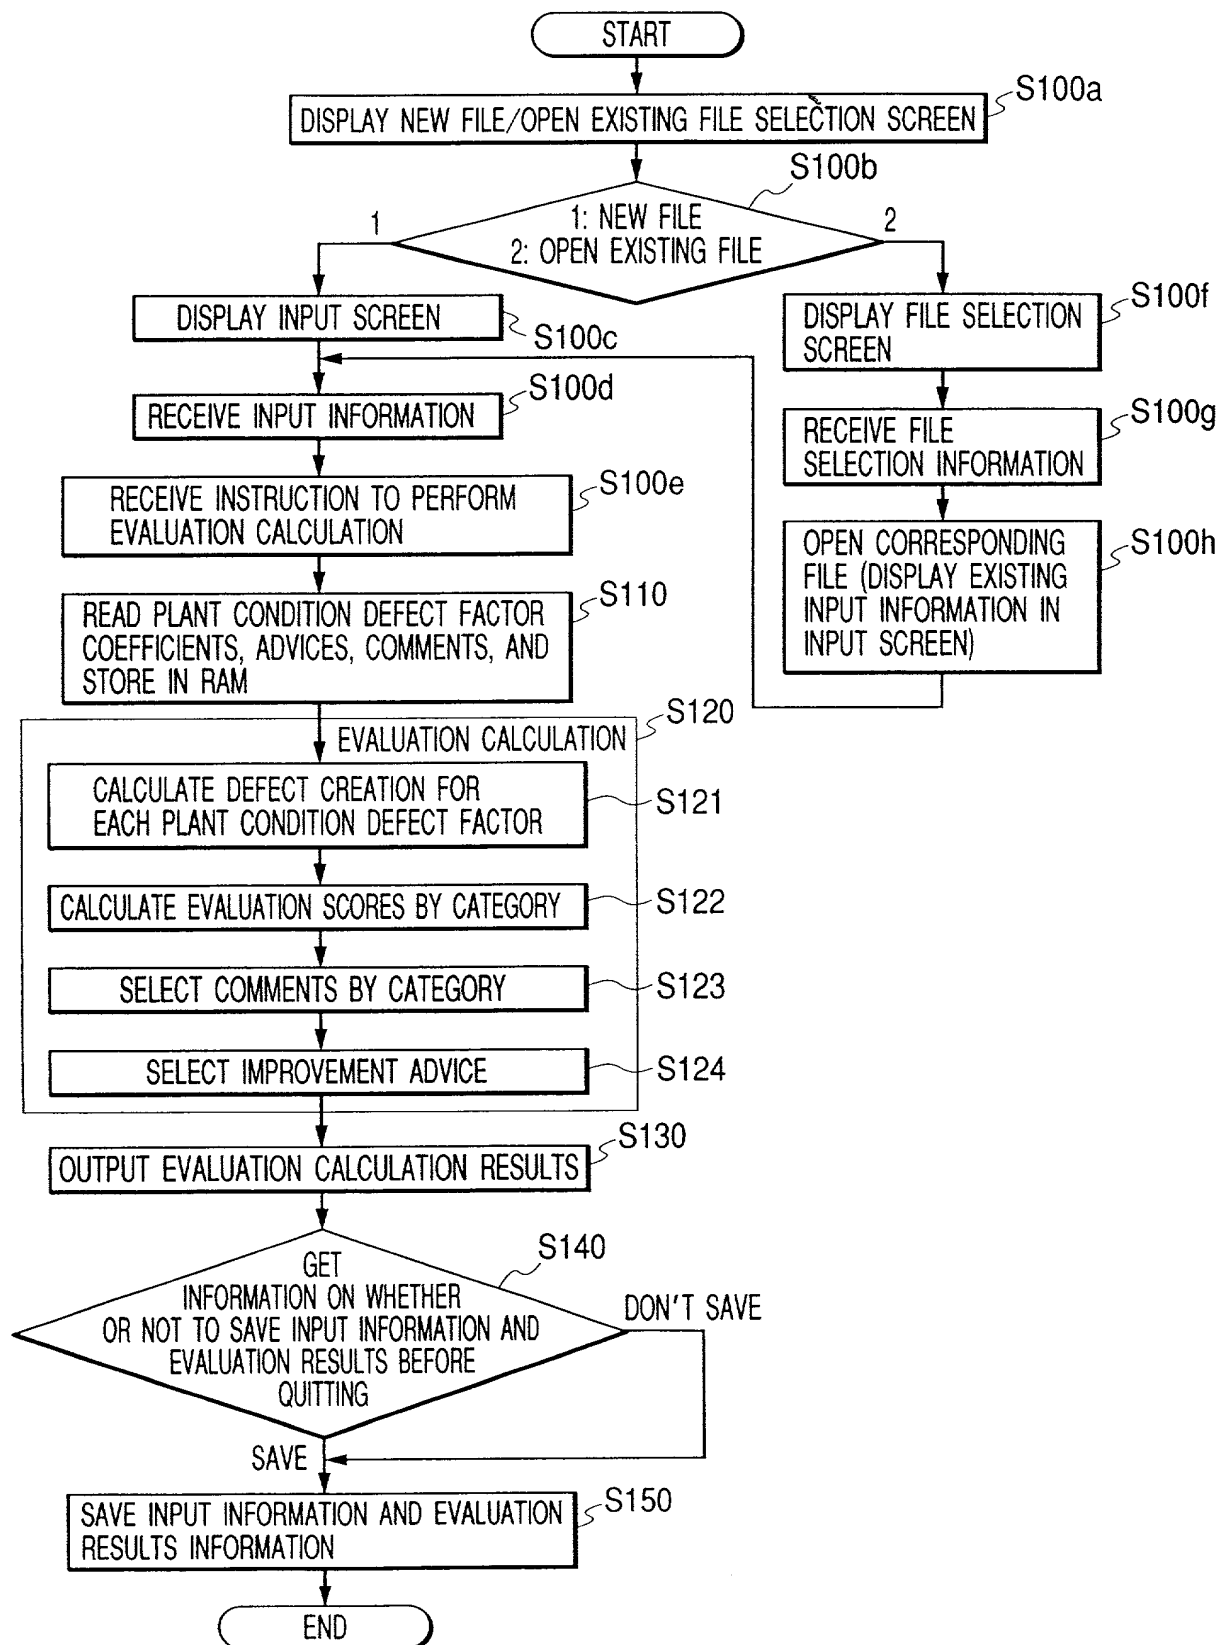 START
DISPLAY NEW FILE/OPEN EXISTING FILE SELECTION SCREEN
S100a
S100b
1: NEW FILE
2: OPEN EXISTING FILE
1
2
DISPLAY INPUT SCREEN
S100c
DISPLAY FILE SELECTION
SCREEN
S100f
RECEIVE INPUT INFORMATION
S100d
RECEIVE FILE
SELECTION INFORMATION
S100g
RECEIVE INSTRUCTION TO PERFORM
EVALUATION CALCULATION
S100e
OPEN CORRESPONDING
FILE (DISPLAY EXISTING
INPUT INFORMATION IN
INPUT SCREEN)
S100h
READ PLANT CONDITION DEFECT FACTOR
COEFFICIENTS, ADVICES, COMMENTS, AND
STORE IN RAM
S110
S120
EVALUATION CALCULATION
CALCULATE DEFECT CREATION FOR
EACH PLANT CONDITION DEFECT FACTOR
S121
CALCULATE EVALUATION SCORES BY CATEGORY
S122
SELECT COMMENTS BY CATEGORY
S123
SELECT IMPROVEMENT ADVICE
S124
OUTPUT EVALUATION CALCULATION RESULTS
S130
GET
INFORMATION ON WHETHER
OR NOT TO SAVE INPUT INFORMATION AND
EVALUATION RESULTS BEFORE
QUITTING
S140
DON'T SAVE
SAVE
SAVE INPUT INFORMATION AND EVALUATION
RESULTS INFORMATION
S150
END